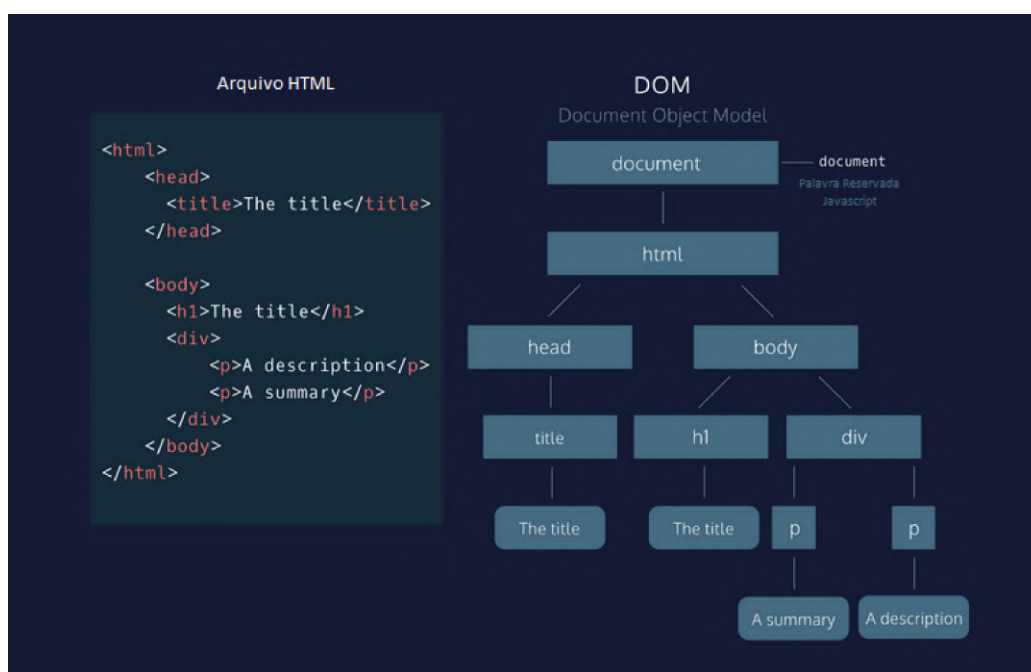 Arquivo HTML
<html>
<head>
<title>The title</title>
</head>
<body>
<h1>The title</h1>
<div>
<p>A description</p>
<p>A summary</p>
</div>
</body>
</html>
DOM
Document Object Model
document
document
Palavra Reservada
Javascript
html
head
body
title
h1
div
The title
The title
p
p
A summary
A description